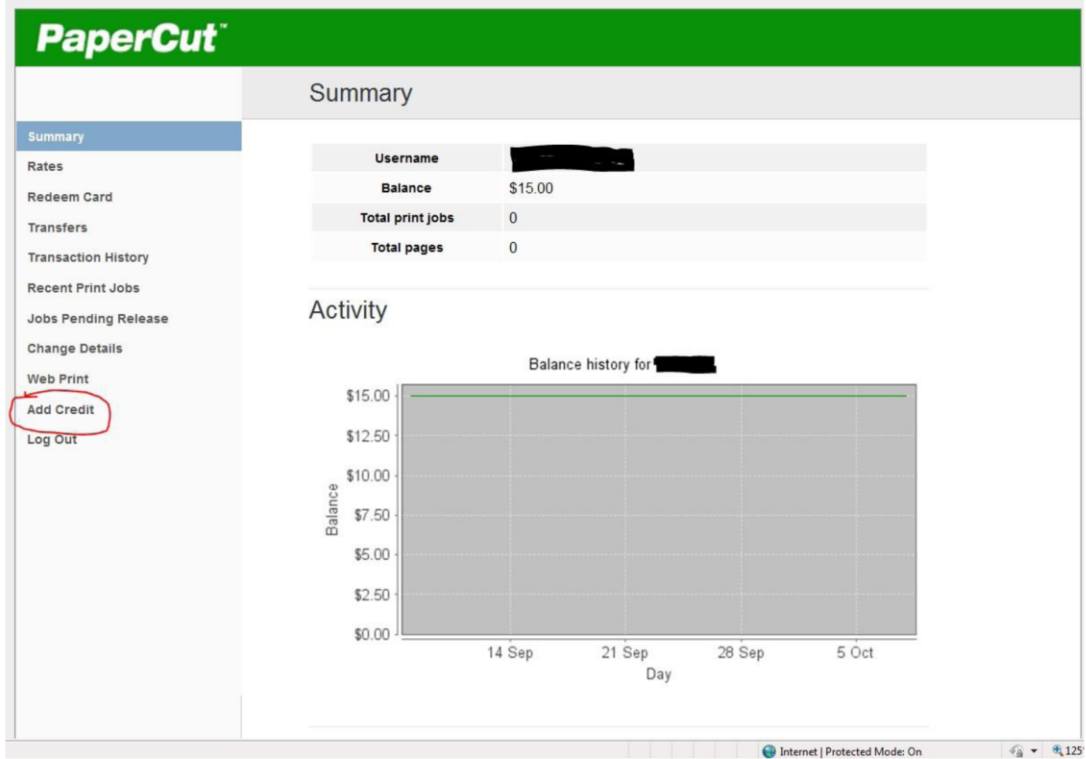 PaperCut™
Summary
Summary
Rates
Redeem Card
Transfers
Transaction History
Recent Print Jobs
Jobs Pending Release
Change Details
Web Print
Add Credit
Log Out
Username
Balance $15.00
Total print jobs 0
Total pages 0
Activity
Balance history for
$15.00
$12.50
$10.00
$7.50
$5.00
$2.50
$0.00
Balance
14 Sep 21 Sep 28 Sep 5 Oct
Day
Internet | Protected Mode: On 125